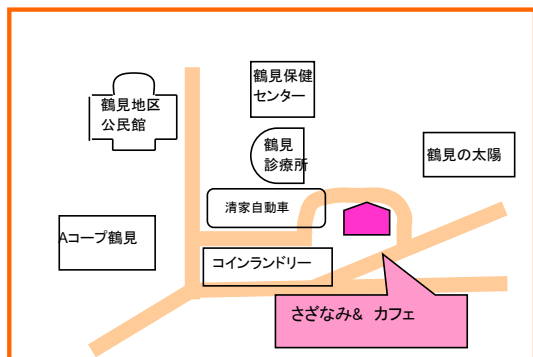 鶴見保健
センター
鶴見地区
公民館
鶴見
診療所
鶴見の太陽
清家自動車
Aコープ鶴見
コインランドリー
さざなみ& カフェ